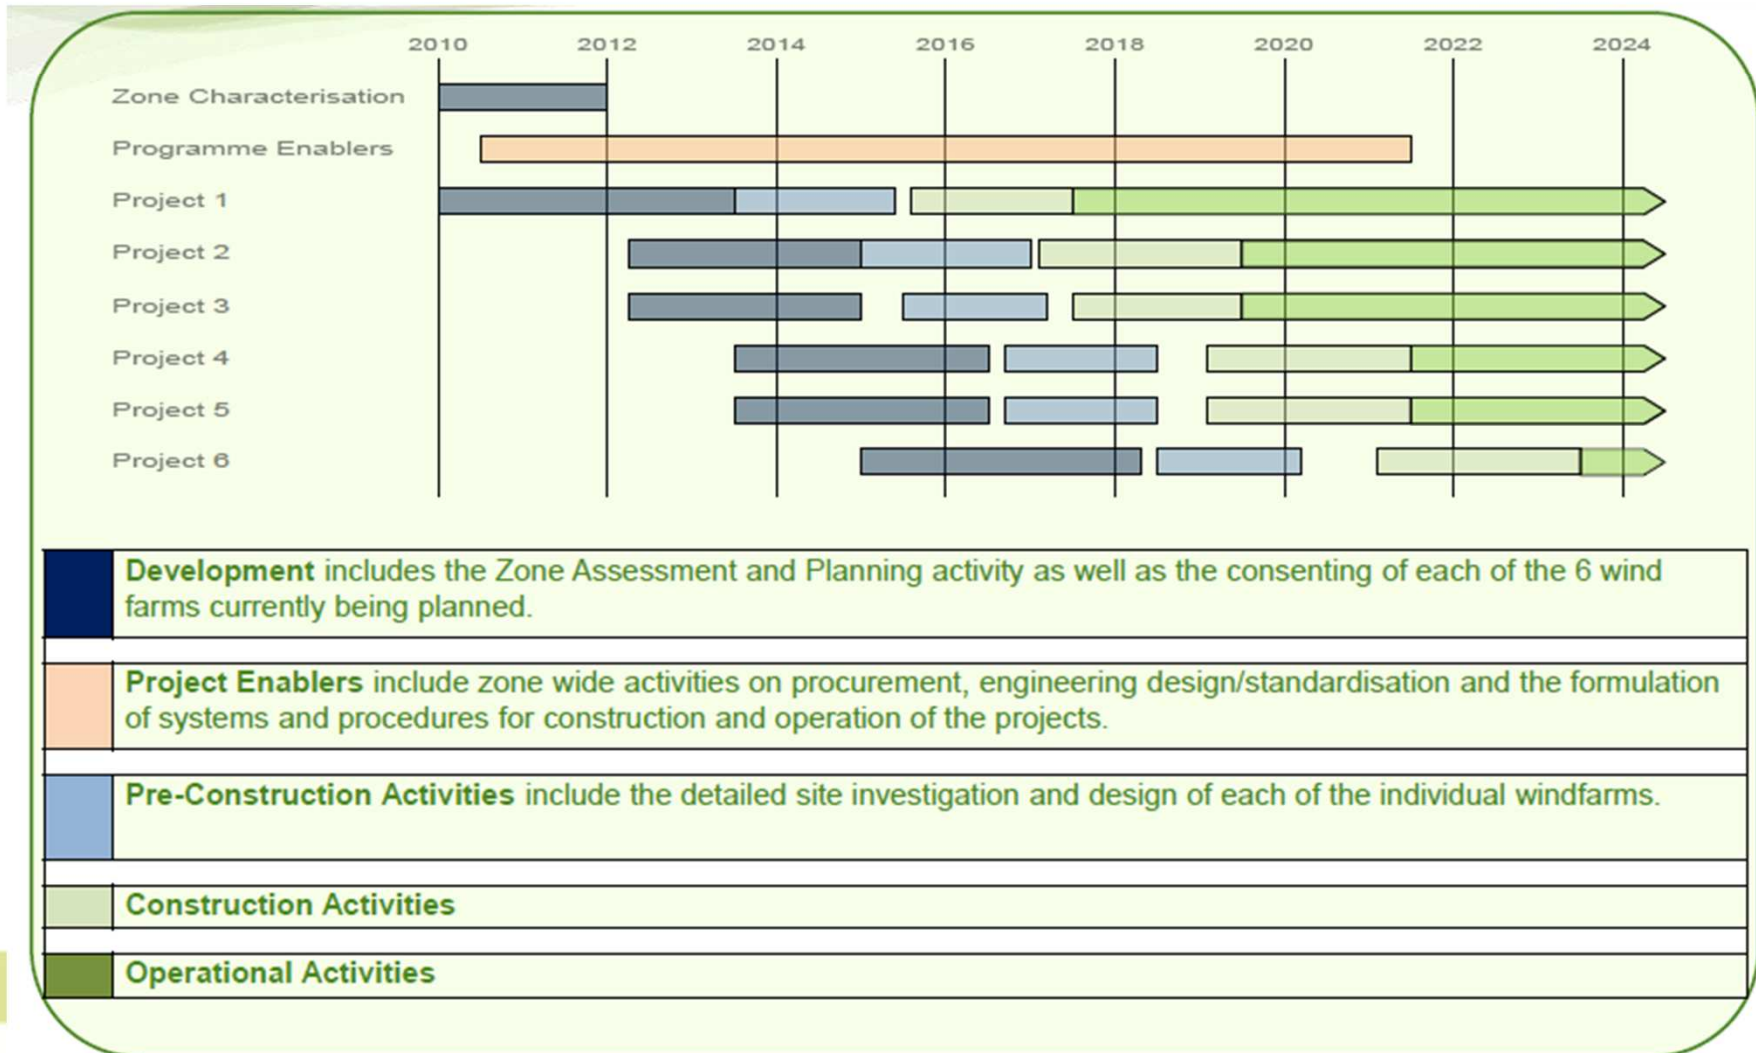 2010 2012 2014 2016 2018 2020 2022 2024
Zone Characterisation
Programme Enablers
Project 1
Project 2
Project 3
Project 4
Project 5
Project 6
Development includes the Zone Assessment and Planning activity as well as the consenting of each of the 6 wind
farms currently being planned.
Project Enablers include zone wide activities on procurement, engineering design/standardisation and the formulation
of systems and procedures for construction and operation of the projects.
Pre-Construction Activities include the detailed site investigation and design of each of the individual windfarms.
Construction Activities
Operational Activities